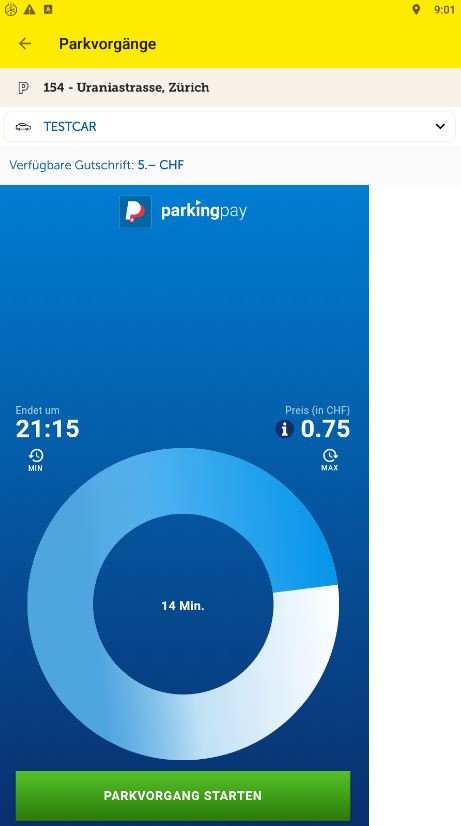 9:01
Parkvorgänge
154 - Uraniastrasse, Zürich
TESTCAR
Verfügbare Gutschrift: 5.– CHF
parkingpay
Endet um
Preis (in CHF)
21:15
0.75
MIN
MAX
14 Min.
PARKVORGANG STARTEN